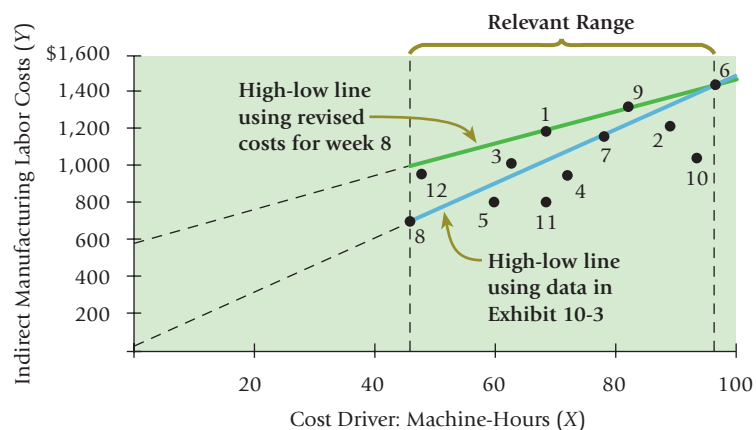 Relevant Range
Indirect Manufacturing Labor Costs (Y)
$1,600
1,400
1,200
1,000
800
600
400
200
High-low line
using revised
costs for week 8
6
9
1
2
7
3
10
12
4
5
11
8
High-low line
using data in
Exhibit 10-3
20
40
60
80
100
Cost Driver: Machine-Hours (X)